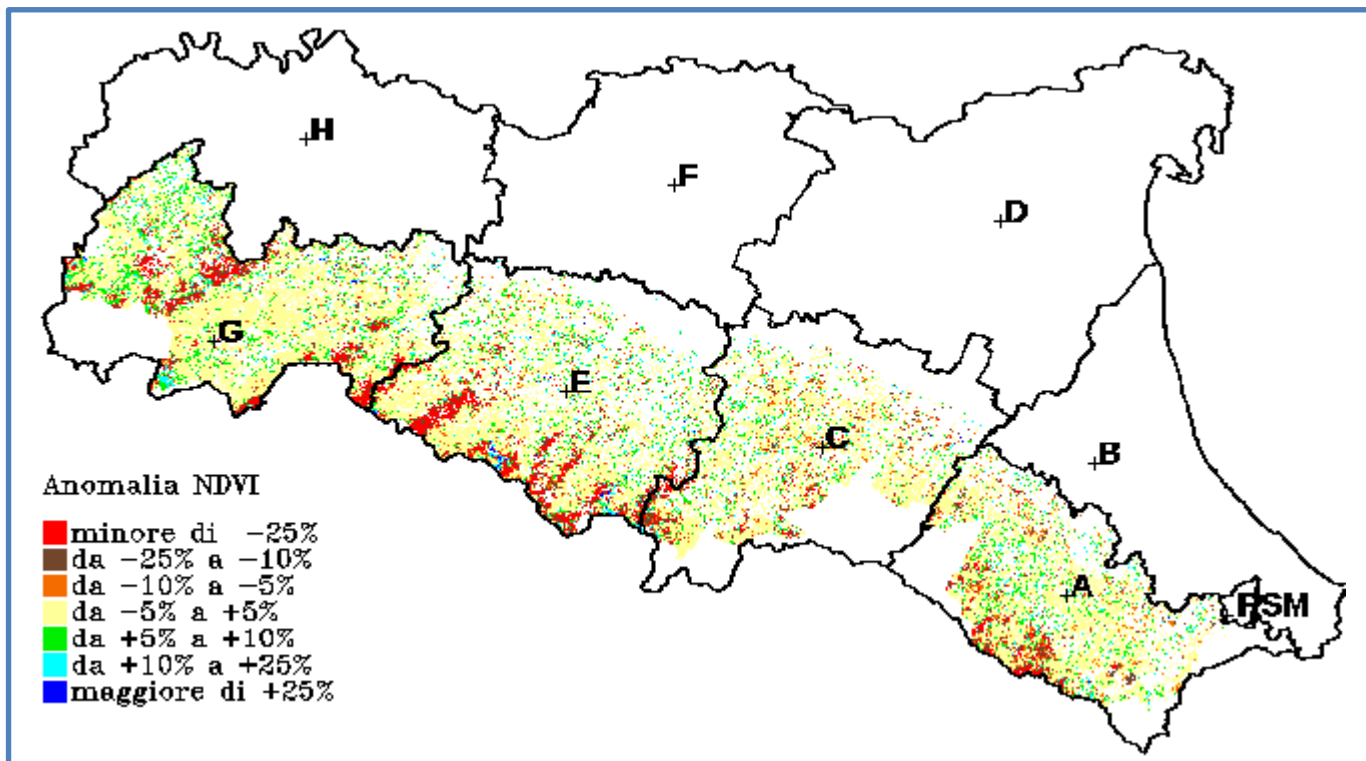 H
F
D
G
E
C
B
A
RSM
Anomalia NDVI
minore di −25%
da −25% a −10%
da −10% a −5%
da −5% a +5%
da +5% a +10%
da +10% a +25%
maggiore di +25%